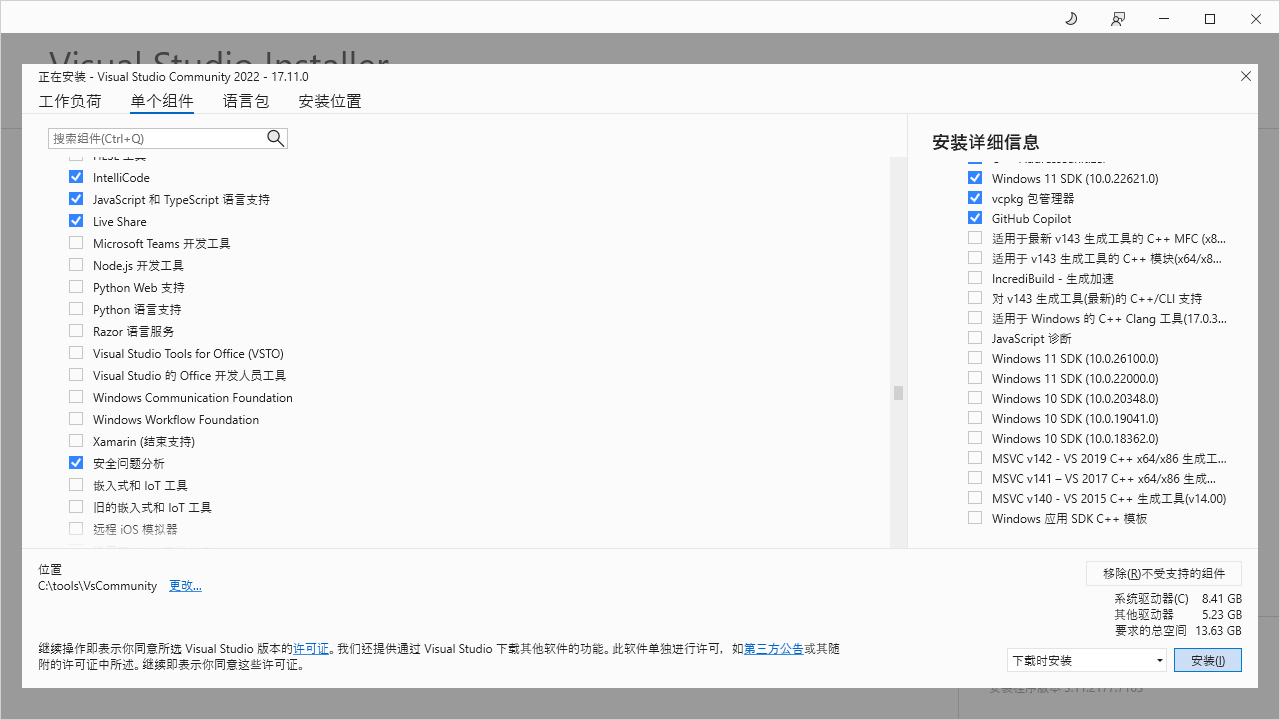 Visual Studio Installer
正在安装 - Visual Studio Community 2022 - 17.11.0
工作负荷
单个组件
语言包
安装位置
搜索组件(Ctrl+Q)
IntelliCode
JavaScript 和 TypeScript 语言支持
Live Share
Microsoft Teams 开发工具
Node.js 开发工具
Python Web 支持
Python 语言支持
Razor 语言服务
Visual Studio Tools for Office (VSTO)
Visual Studio 的 Office 开发人员工具
Windows Communication Foundation
Windows Workflow Foundation
Xamarin (结束支持)
安全问题分析
嵌入式和 IoT 工具
旧的嵌入式和 IoT 工具
远程 iOS 模拟器
安装详细信息
Windows 11 SDK (10.0.22621.0)
vcpkg 包管理器
GitHub Copilot
适用于最新 v143 生成工具的 C++ MFC (x8...
适用于 v143 生成工具的 C++ 模块(x64/x8...
IncrediBuild - 生成加速
对 v143 生成工具(最新)的 C++/CLI 支持
适用于 Windows 的 C++ Clang 工具(17.0.3...
JavaScript 诊断
Windows 11 SDK (10.0.26100.0)
Windows 11 SDK (10.0.22000.0)
Windows 10 SDK (10.0.20348.0)
Windows 10 SDK (10.0.19041.0)
Windows 10 SDK (10.0.18362.0)
MSVC v142 - VS 2019 C++ x64/x86 生成工...
MSVC v141 – VS 2017 C++ x64/x86 生成...
MSVC v140 - VS 2015 C++ 生成工具(v14.00)
Windows 应用 SDK C++ 模板
位置
C:\tools\VsCommunity 更改...
移除(R)不受支持的组件
系统驱动器(C) 8.41 GB
其他驱动器 5.23 GB
要求的总空间 13.63 GB
继续操作即表示你同意所选 Visual Studio 版本的许可证。我们还提供通过 Visual Studio 下载其他软件的功能。此软件单独进行许可，如第三方公告或其随
附的许可证中所述。继续即表示你同意这些许可证。
下载时安装
安装(I)